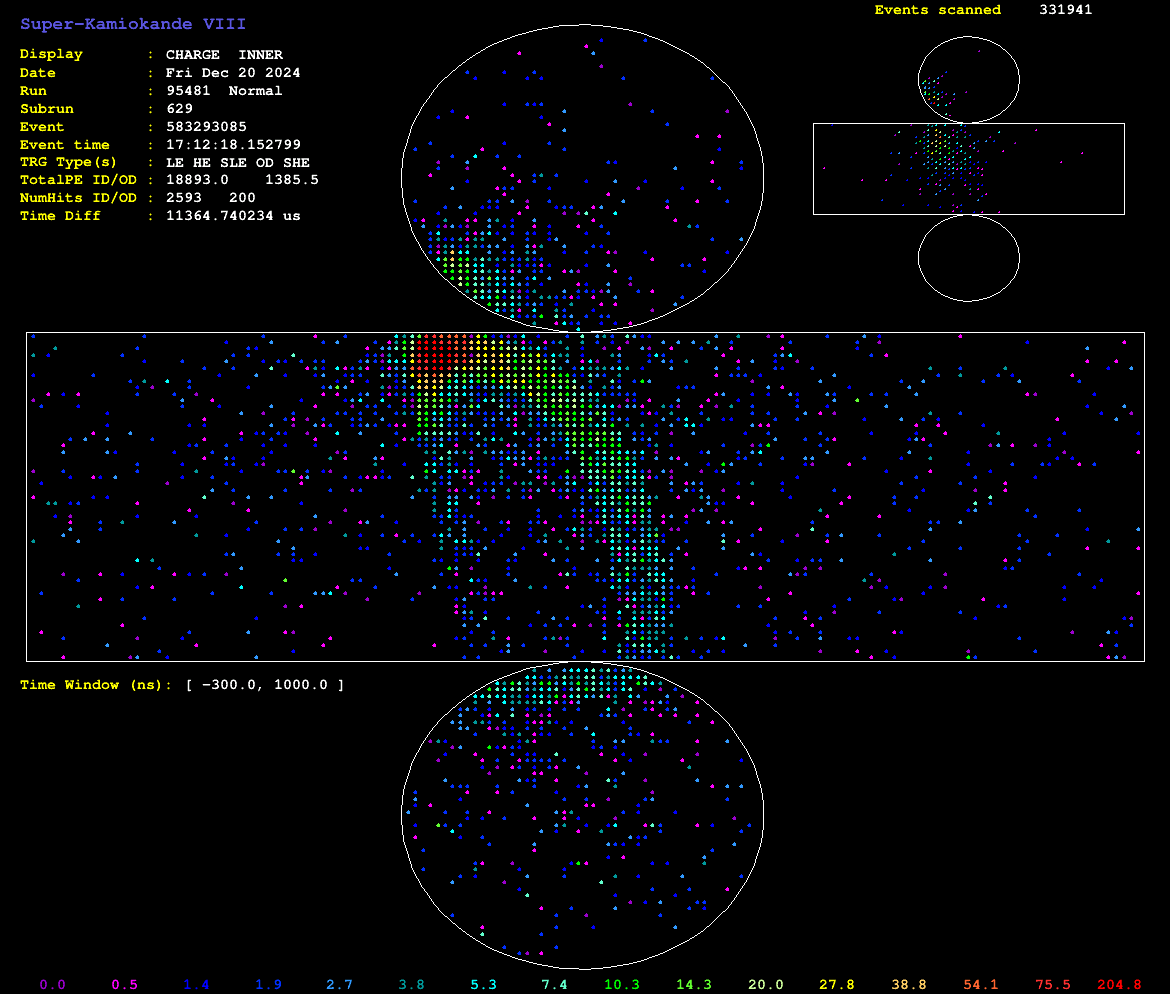 Super-Kamiokande VIII
Events scanned 331941
Display : CHARGE INNER
Date : Fri Dec 20 2024
Run : 95481 Normal
Subrun : 629
Event : 583293085
Event time : 17:12:18.152799
TRG Type(s) : LE HE SLE OD SHE
TotalPE ID/OD : 18893.0 1385.5
NumHits ID/OD : 2593 200
Time Diff : 11364.740234 us
Time Window (ns): [ −300.0, 1000.0 ]
0.0 0.5 1.4 1.9 2.7 3.8 5.3 7.4 10.3 14.3 20.0 27.8 38.8 54.1 75.5 204.8